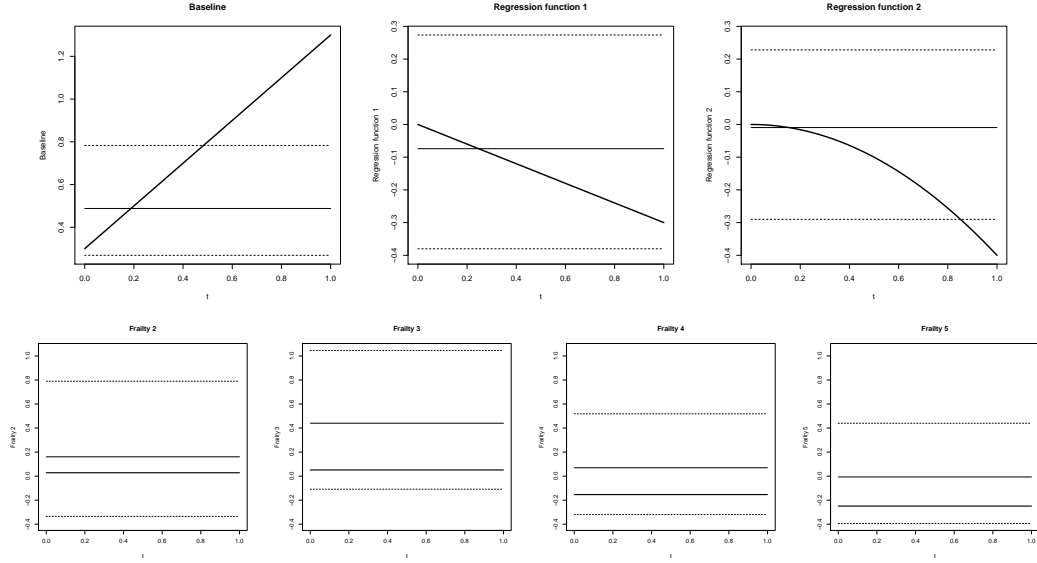 Baseline
Regression function 1
Regression function 2
Baseline
0.4 0.6 0.8 1.0 1.2
0.0 0.2 0.4 0.6 0.8 1.0
t
Regression function 1
−0.4 −0.3 −0.2 −0.1 0.0 0.1 0.2 0.3
0.0 0.2 0.4 0.6 0.8 1.0
t
Regression function 2
−0.4 −0.3 −0.2 −0.1 0.0 0.1 0.2 0.3
0.0 0.2 0.4 0.6 0.8 1.0
t
Frailty 2
Frailty 3
Frailty 4
Frailty 5
Frailty 2
−0.4 −0.2 0.0 0.2 0.4 0.6 0.8 1.0
0.0 0.2 0.4 0.6 0.8 1.0
t
Frailty 3
−0.4 −0.2 0.0 0.2 0.4 0.6 0.8 1.0
0.0 0.2 0.4 0.6 0.8 1.0
t
Frailty 4
−0.4 −0.2 0.0 0.2 0.4 0.6 0.8 1.0
0.0 0.2 0.4 0.6 0.8 1.0
t
Frailty 5
−0.4 −0.2 0.0 0.2 0.4 0.6 0.8 1.0
0.0 0.2 0.4 0.6 0.8 1.0
t